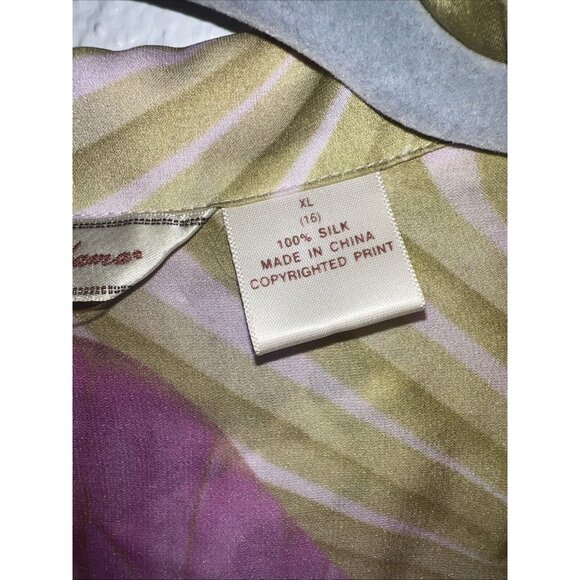 XL
(16)
100% SILK
MADE IN CHINA
COPYRIGHTED PRINT